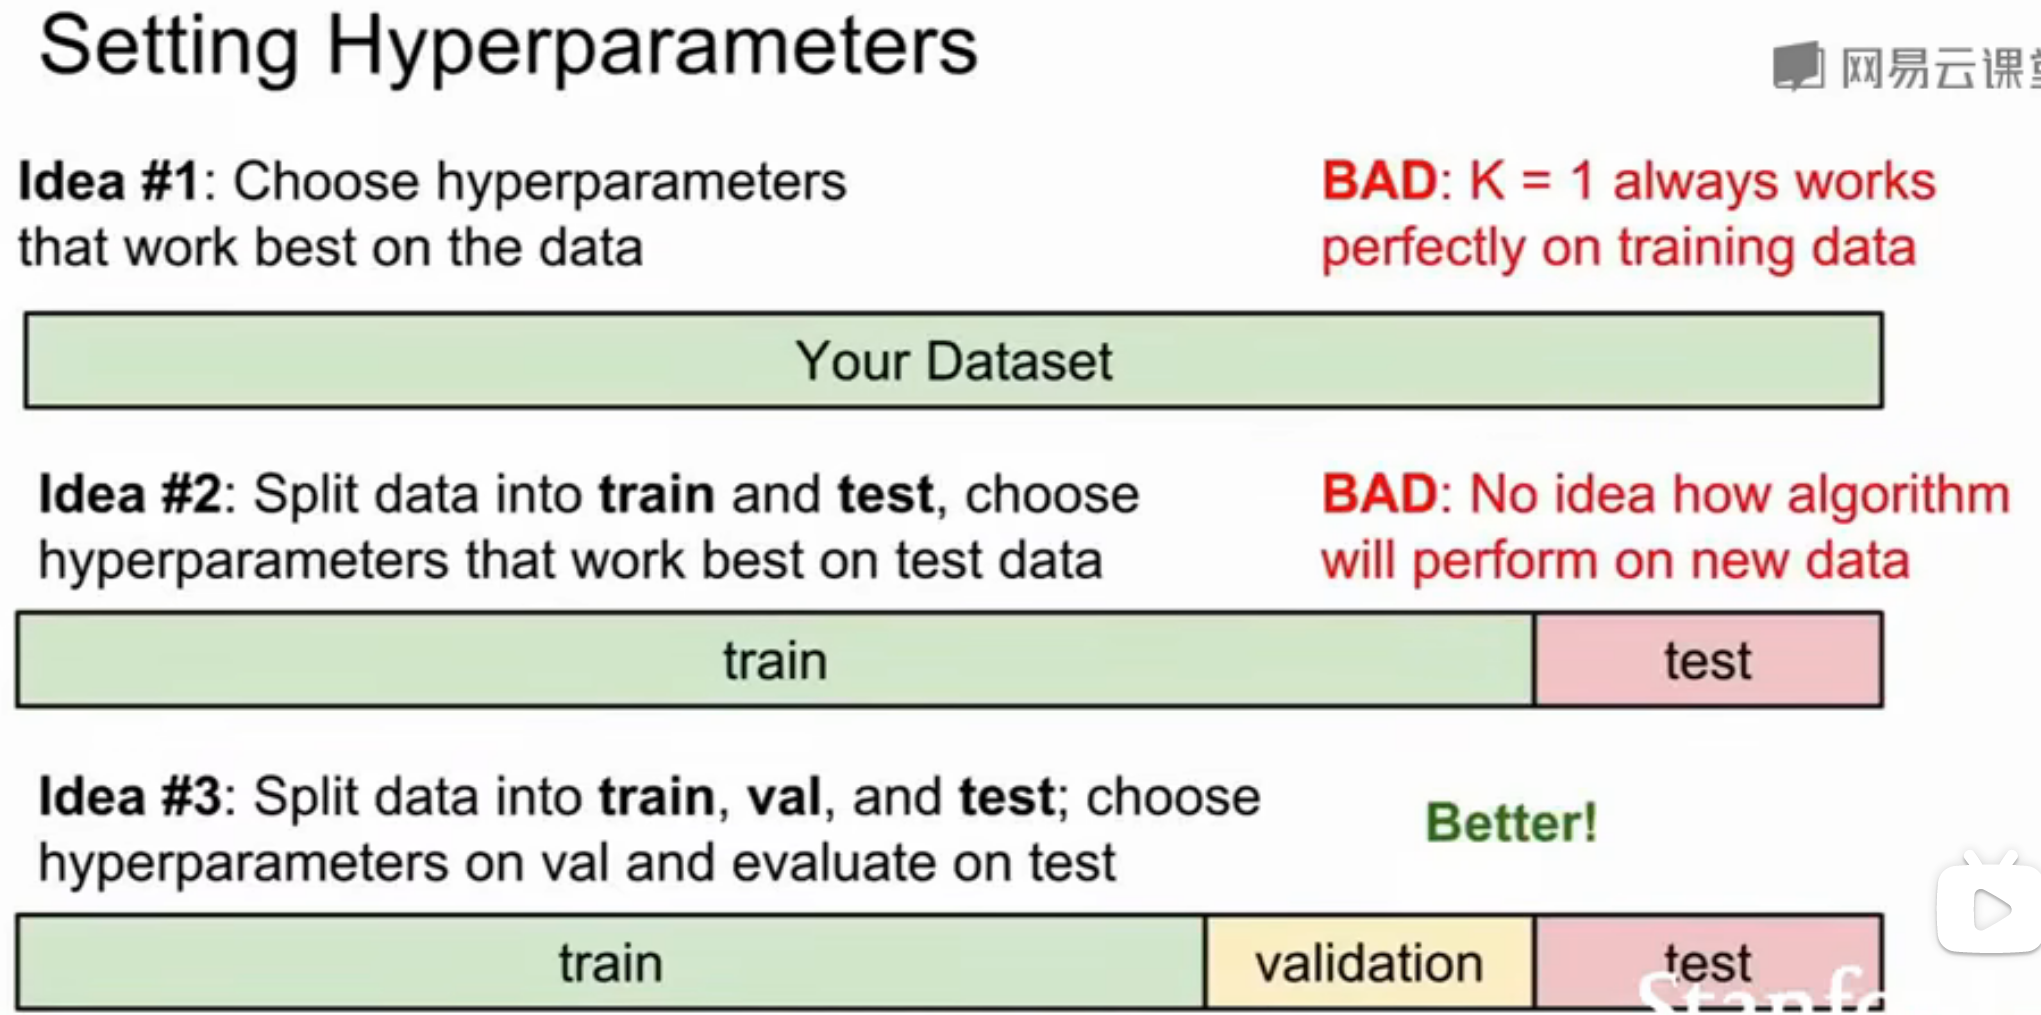 Setting Hyperparameters
网易云课
Idea #1: Choose hyperparameters
that work best on the data
BAD: K = 1 always works
perfectly on training data
Your Dataset
Idea #2: Split data into train and test, choose
hyperparameters that work best on test data
BAD: No idea how algorithm
will perform on new data
train
test
Idea #3: Split data into train, val, and test; choose
hyperparameters on val and evaluate on test
Better!
train
validation
test